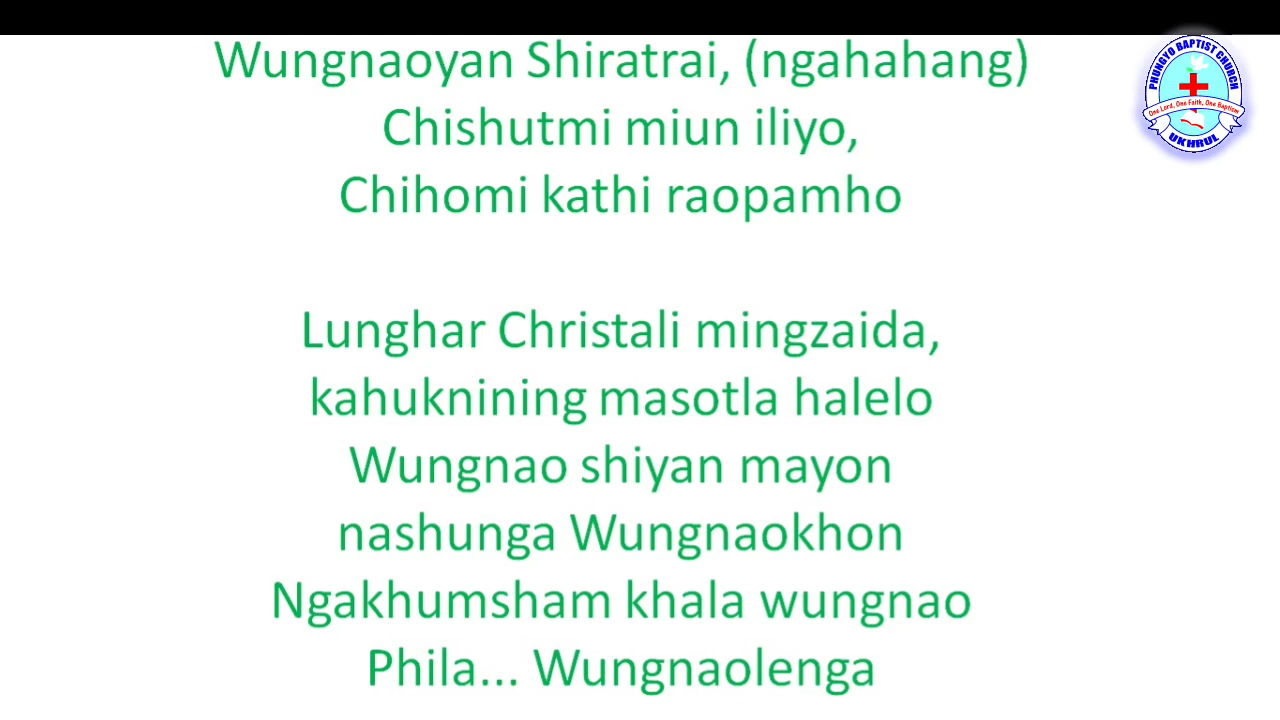 Wungnaoyan Shiratrai, (ngahahang)
Chishutmi miun iliyo,
Chihomi kathi raopamho
Lunghar Christali mingzaida,
kahuknining masotla halelo
Wungnao shiyan mayon
nashunga Wungnaokhon
Ngakhumsham khala wungnao
Phila... Wungnaolenga
PHUNGYO BAPTIST CHURCH
One Lord, One Faith, One Baptism
UKHRUL